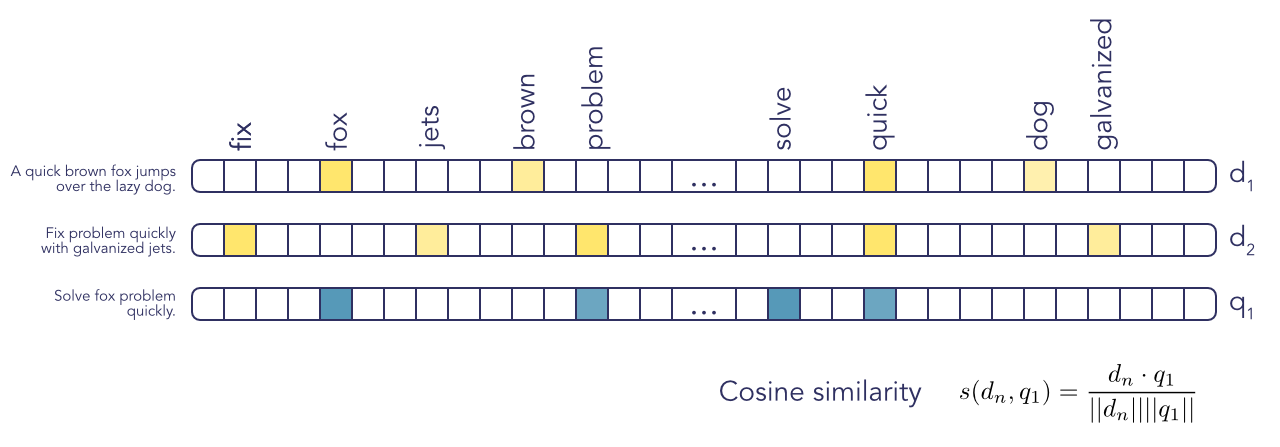 fix
fox
jets
brown
problem
solve
quick
dog
galvanized
A quick brown fox jumps
over the lazy dog.
...
d1
Fix problem quickly
with galvanized jets.
...
d2
Solve fox problem
quickly.
...
q1
Cosine similarity s(dn, q1) = dn · q1 / ||dn||||q1||